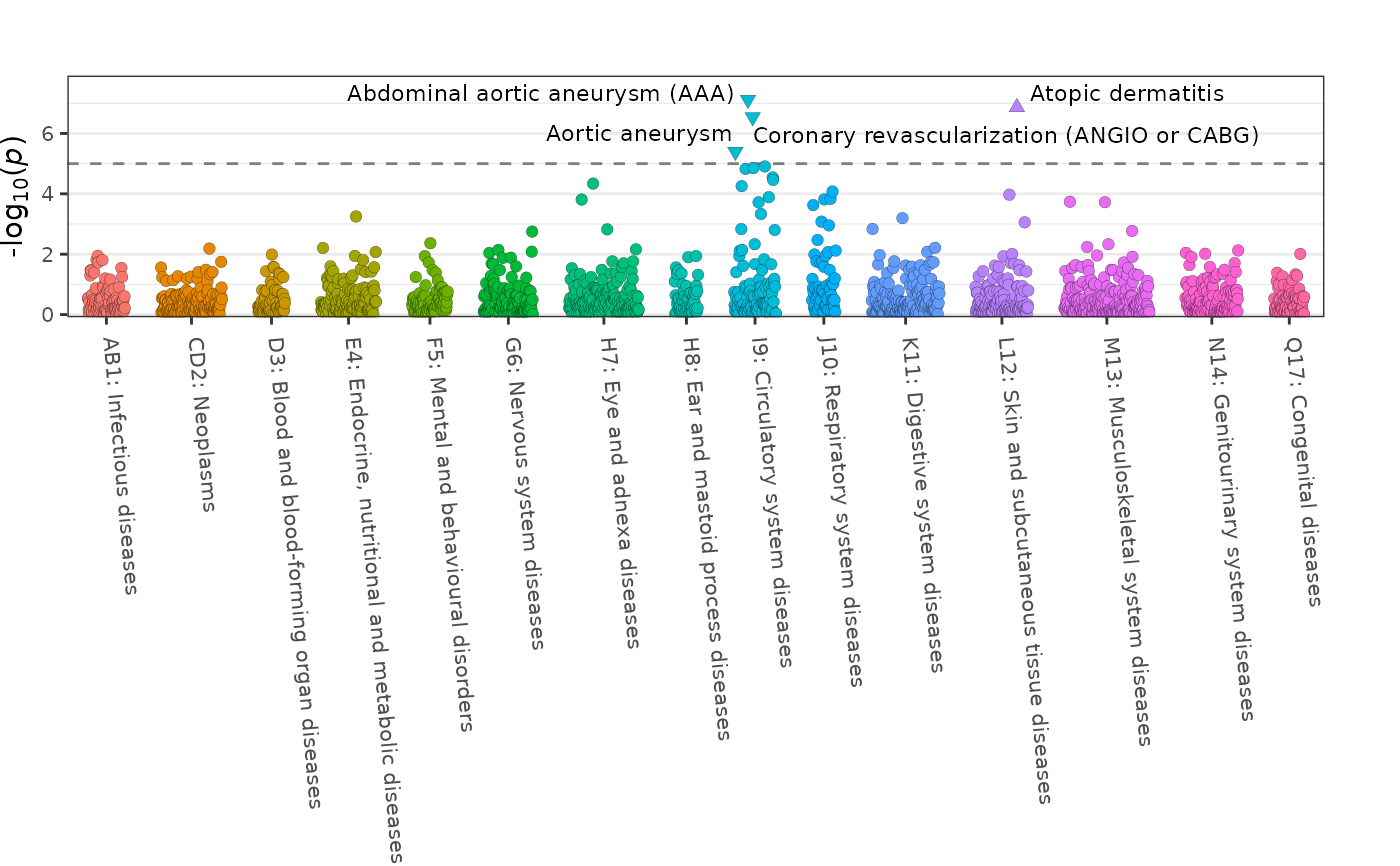 Abdominal aortic aneurysm (AAA)
Atopic dermatitis
Aortic aneurysm
Coronary revascularization (ANGIO or CABG)
-log10(p)
6
4
2
0
AB1: Infectious diseases
CD2: Neoplasms
D3: Blood and blood-forming organ diseases
E4: Endocrine, nutritional and metabolic diseases
F5: Mental and behavioural disorders
G6: Nervous system diseases
H7: Eye and adnexa diseases
H8: Ear and mastoid process diseases
I9: Circulatory system diseases
J10: Respiratory system diseases
K11: Digestive system diseases
L12: Skin and subcutaneous tissue diseases
M13: Musculoskeletal system diseases
N14: Genitourinary system diseases
Q17: Congenital diseases